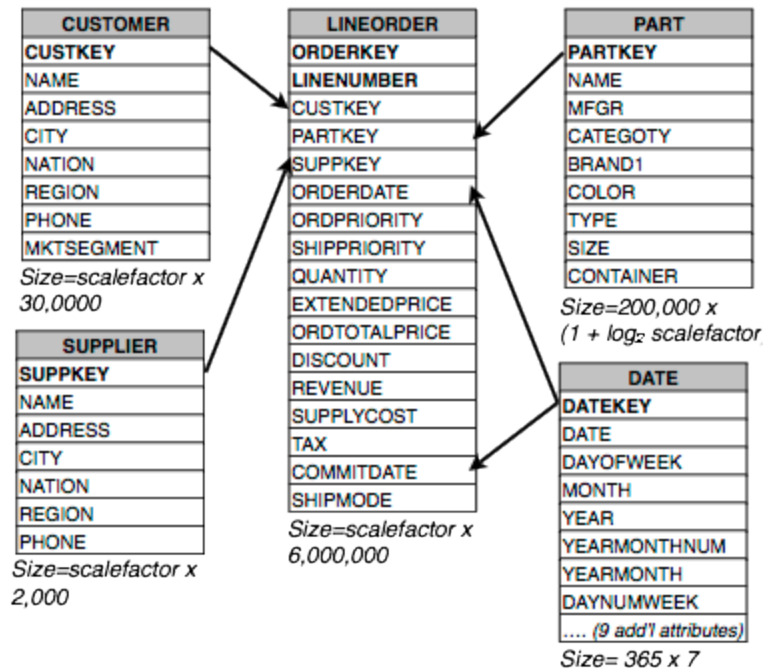 CUSTOMER
CUSTKEY
NAME
ADDRESS
CITY
NATION
REGION
PHONE
MKTSEGMENT
Size=scalefactor x
30,0000
SUPPLIER
SUPPKEY
NAME
ADDRESS
CITY
NATION
REGION
PHONE
Size=scalefactor x
2,000
LINEORDER
ORDERKEY
LINENUMBER
CUSTKEY
PARTKEY
SUPPKEY
ORDERDATE
ORDPRIORITY
SHIPPRIORITY
QUANTITY
EXTENDEDPRICE
ORDTOTALPRICE
DISCOUNT
REVENUE
SUPPLYCOST
TAX
COMMITDATE
SHIPMODE
Size=scalefactor x
6,000,000
PART
PARTKEY
NAME
MFGR
CATEGOTY
BRAND1
COLOR
TYPE
SIZE
CONTAINER
Size=200,000 x
(1 + log₂ scalefactor)
DATE
DATEKEY
DATE
DAYOFWEEK
MONTH
YEAR
YEARMONTHNUM
YEARMONTH
DAYNUMWEEK
.... (9 add'l attributes)
Size= 365 x 7